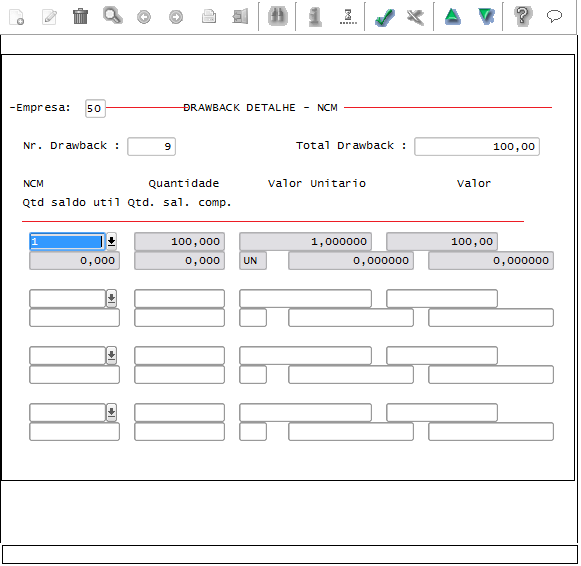 Empresa: 50 DRAWBACK DETALHE - NCM
Nr. Drawback : 9 Total Drawback : 100,00
NCM Quantidade Valor Unitario Valor
Qtd saldo util Qtd. sal. comp.
1 100,000 1,000000 100,00
0,000 0,000 UN 0,000000 0,000000